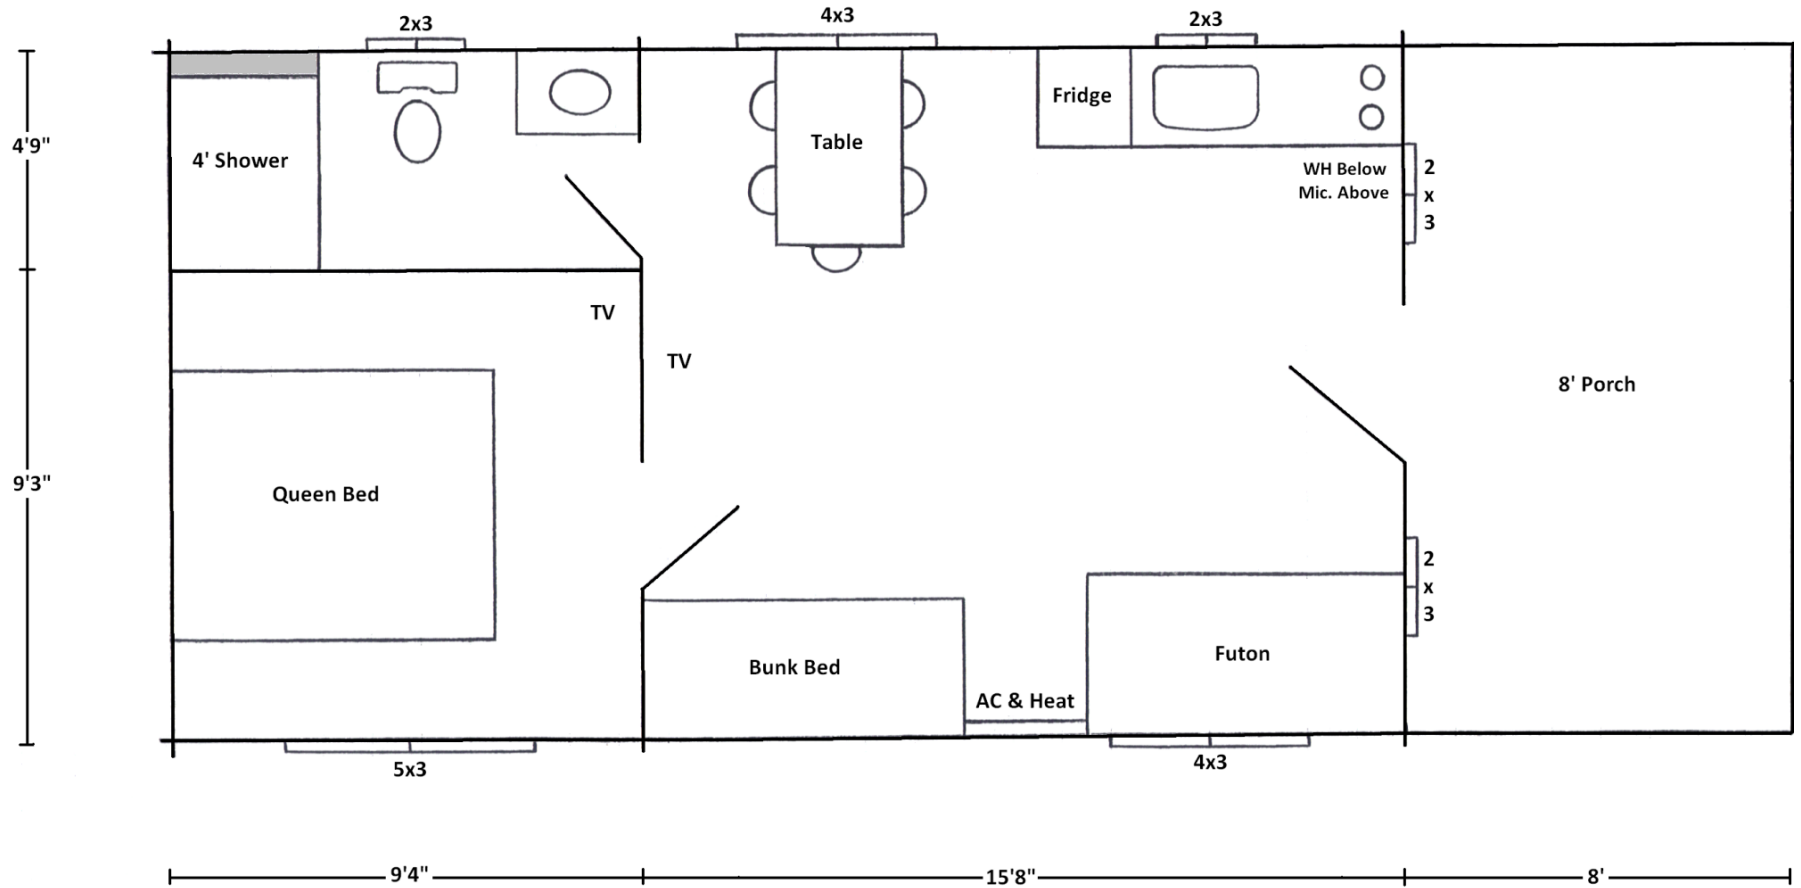 2x3
4x3
2x3
4'9"
4' Shower
Table
Fridge
WH Below
Mic. Above
2
x
3
TV
TV
8' Porch
9'3"
Queen Bed
2
x
3
Bunk Bed
AC & Heat
Futon
5x3
4x3
9'4"
15'8"
8'